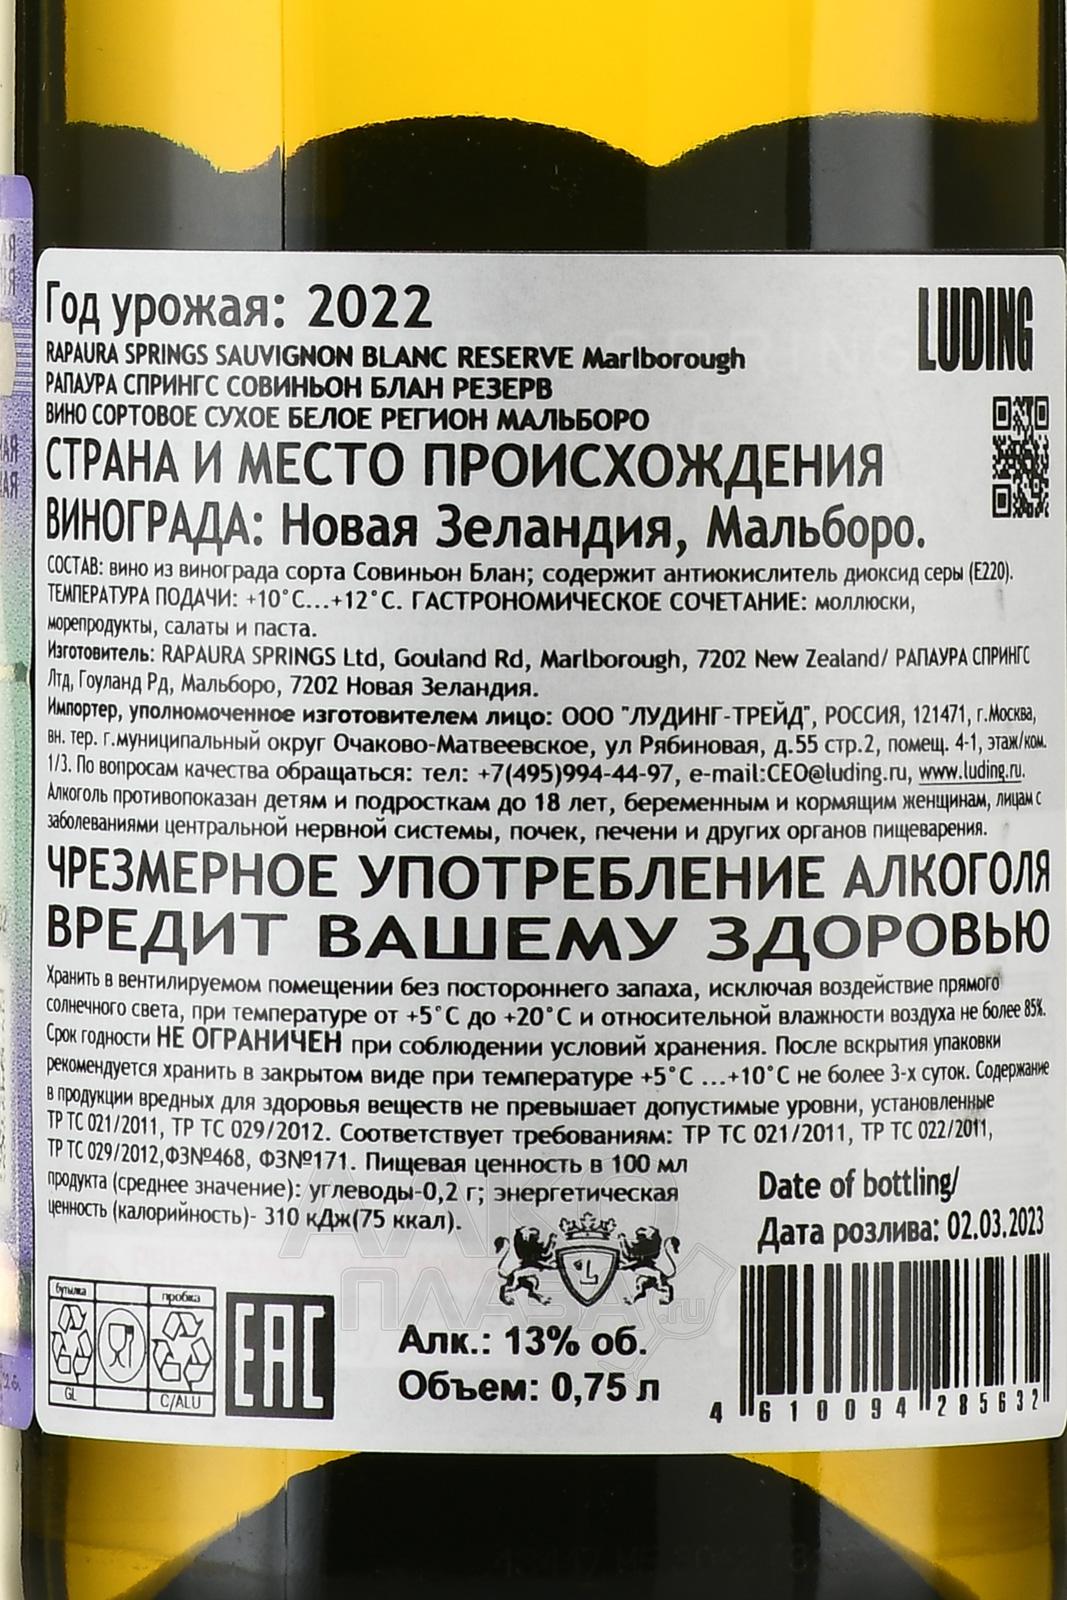 Год урожая: 2022
LUDING
RAPAURA SPRINGS SAUVIGNON BLANC RESERVE Marlborough
РАПАУРА СПРИНГС СОВИНЬОН БЛАН РЕЗЕРВ
ВИНО СОРТОВОЕ СУХОЕ БЕЛОЕ РЕГИОН МАЛЬБОРО
СТРАНА И МЕСТО ПРОИСХОЖДЕНИЯ
ВИНОГРАДА: Новая Зеландия, Мальборо.
СОСТАВ: вино из винограда сорта Совиньон Блан; содержит антиокислитель диоксид серы (Е220).
ТЕМПЕРАТУРА ПОДАЧИ: +10°С...+12°С. ГАСТРОНОМИЧЕСКОЕ СОЧЕТАНИЕ: моллюски,
морепродукты, салаты и паста.
Изготовитель: RAPAURA SPRINGS Ltd, Gouland Rd, Marlborough, 7202 New Zealand/ РАПАУРА СПРИНГС
Лтд, Гоуланд Рд, Мальборо, 7202 Новая Зеландия.
Импортер, уполномоченное изготовителем лицо: ООО "ЛУДИНГ-ТРЕЙД", РОССИЯ, 121471, г.Москва,
вн. тер. г.муниципальный округ Очаково-Матвеевское, ул Рябиновая, д.55 стр.2, помещ. 4-1, этаж/ком.
1/3. По вопросам качества обращаться: тел: +7(495)994-44-97, e-mail:CEO@luding.ru, www.luding.ru.
Алкоголь противопоказан детям и подросткам до 18 лет, беременным и кормящим женщинам, лицам с
заболеваниями центральной нервной системы, почек, печени и других органов пищеварения.
ЧРЕЗМЕРНОЕ УПОТРЕБЛЕНИЕ АЛКОГОЛЯ
ВРЕДИТ ВАШЕМУ ЗДОРОВЬЮ
Хранить в вентилируемом помещении без постороннего запаха, исключая воздействие прямого
солнечного света, при температуре от +5°С до +20°С и относительной влажности воздуха не более 85%.
Срок годности НЕ ОГРАНИЧЕН при соблюдении условий хранения. После вскрытия упаковки
рекомендуется хранить в закрытом виде при температуре +5°С ...+10°С не более 3-х суток. Содержание
в продукции вредных для здоровья веществ не превышает допустимые уровни, установленные
ТР ТС 021/2011, ТР ТС 029/2012. Соответствует требованиям: ТР ТС 021/2011, ТР ТС 022/2011,
ТР ТС 029/2012,ФЗ№468, ФЗ№171. Пищевая ценность в 100 мл
продукта (среднее значение): углеводы-0,2 г; энергетическая
ценность (калорийность)- 310 кДж(75 ккал).
Date of bottling/
Дата розлива: 02.03.2023
L
АЛКО
ПЛАЗА.ru
бутылка
пробка
GL
C/ALU
EAC
Алк.: 13% об.
Объем: 0,75 л
4 610094 285632